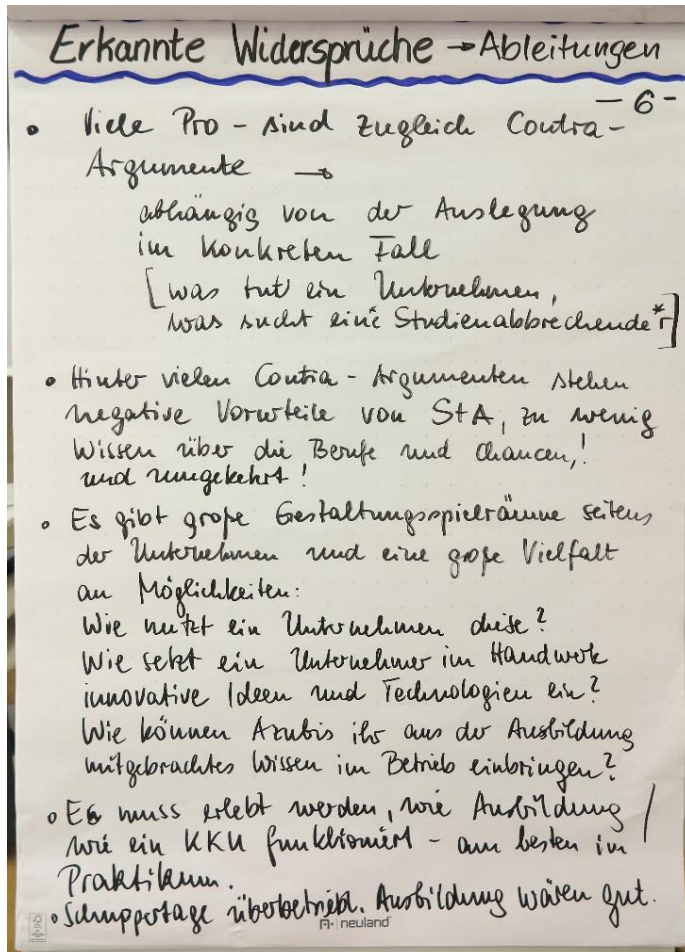 Erkannte Widersprüche → Ableitungen
- 6 -
• Viele Pro - sind zugleich Contra -
Argumente →
abhängig von der Auslegung
im konkreten Fall
[was tut ein Unternehmen,
was sucht eine Studienabbrechende*r]
• Hinter vielen Contra - Argumenten stehen
negative Vorurteile von StA, zu wenig
Wissen über die Berufe und Chancen,!
und umgekehrt!
• Es gibt große Gestaltungsspielräume seitens
der Unternehmen und eine große Vielfalt
an Möglichkeiten:
Wie nutzt ein Unternehmen diese?
Wie setzt ein Unternehmer im Handwerk
innovative Ideen und Technologien ein?
Wie können Azubis ihr aus der Ausbildung
mitgebrachtes Wissen im Betrieb einbringen?
• Es muss erlebt werden, wie Ausbildung /
wie ein KKU funktioniert - am besten im
Praktikum.
• Schnuppertage überbetriebl. Ausbildung wären gut.
neuland